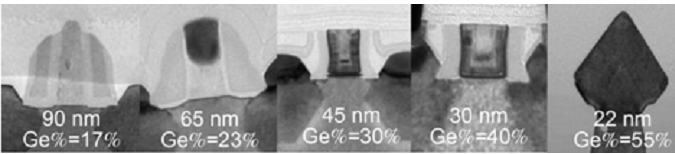 90 nm
Ge%=17%
65 nm
Ge%=23%
45 nm
Ge%=30%
30 nm
Ge%=40%
22 nm
Ge%=55%